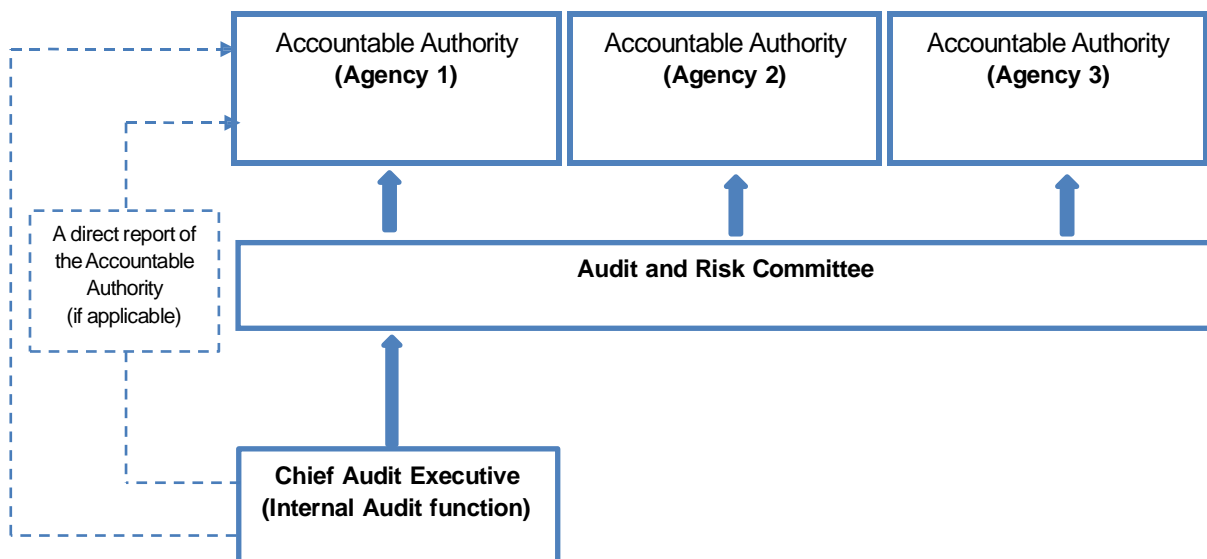 Accountable Authority
(Agency 1)
Accountable Authority
(Agency 2)
Accountable Authority
(Agency 3)
A direct report of
the Accountable
Authority
(if applicable)
Audit and Risk Committee
Chief Audit Executive
(Internal Audit function)